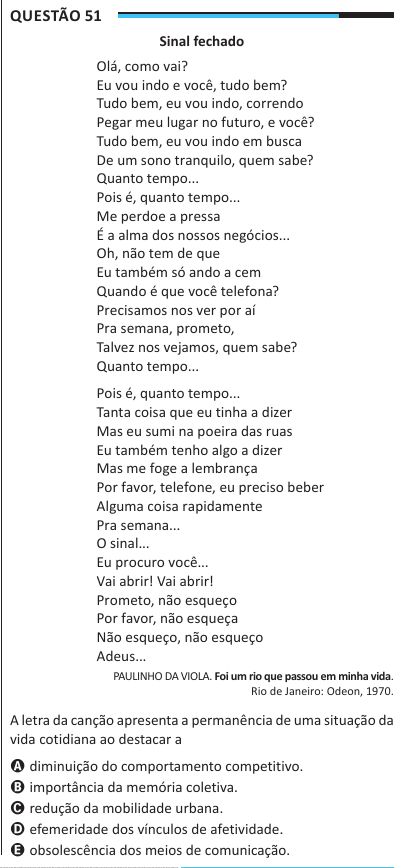 QUESTÃO 51
Sinal fechado
Olá, como vai?
Eu vou indo e você, tudo bem?
Tudo bem, eu vou indo, correndo
Pegar meu lugar no futuro, e você?
Tudo bem, eu vou indo em busca
De um sono tranquilo, quem sabe?
Quanto tempo...
Pois é, quanto tempo...
Me perdoe a pressa
É a alma dos nossos negócios...
Oh, não tem de que
Eu também só ando a cem
Quando é que você telefona?
Precisamos nos ver por aí
Pra semana, prometo,
Talvez nos vejamos, quem sabe?
Quanto tempo...
Pois é, quanto tempo...
Tanta coisa que eu tinha a dizer
Mas eu sumi na poeira das ruas
Eu também tenho algo a dizer
Mas me foge a lembrança
Por favor, telefone, eu preciso beber
Alguma coisa rapidamente
Pra semana...
O sinal...
Eu procuro você...
Vai abrir! Vai abrir!
Prometo, não esqueço
Por favor, não esqueça
Não esqueço, não esqueço
Adeus...
PAULINHO DA VIOLA. Foi um rio que passou em minha vida.
Rio de Janeiro: Odeon, 1970.
A letra da canção apresenta a permanência de uma situação da
vida cotidiana ao destacar a
A diminuição do comportamento competitivo.
B importância da memória coletiva.
C redução da mobilidade urbana.
D efemeridade dos vínculos de afetividade.
E obsolescência dos meios de comunicação.